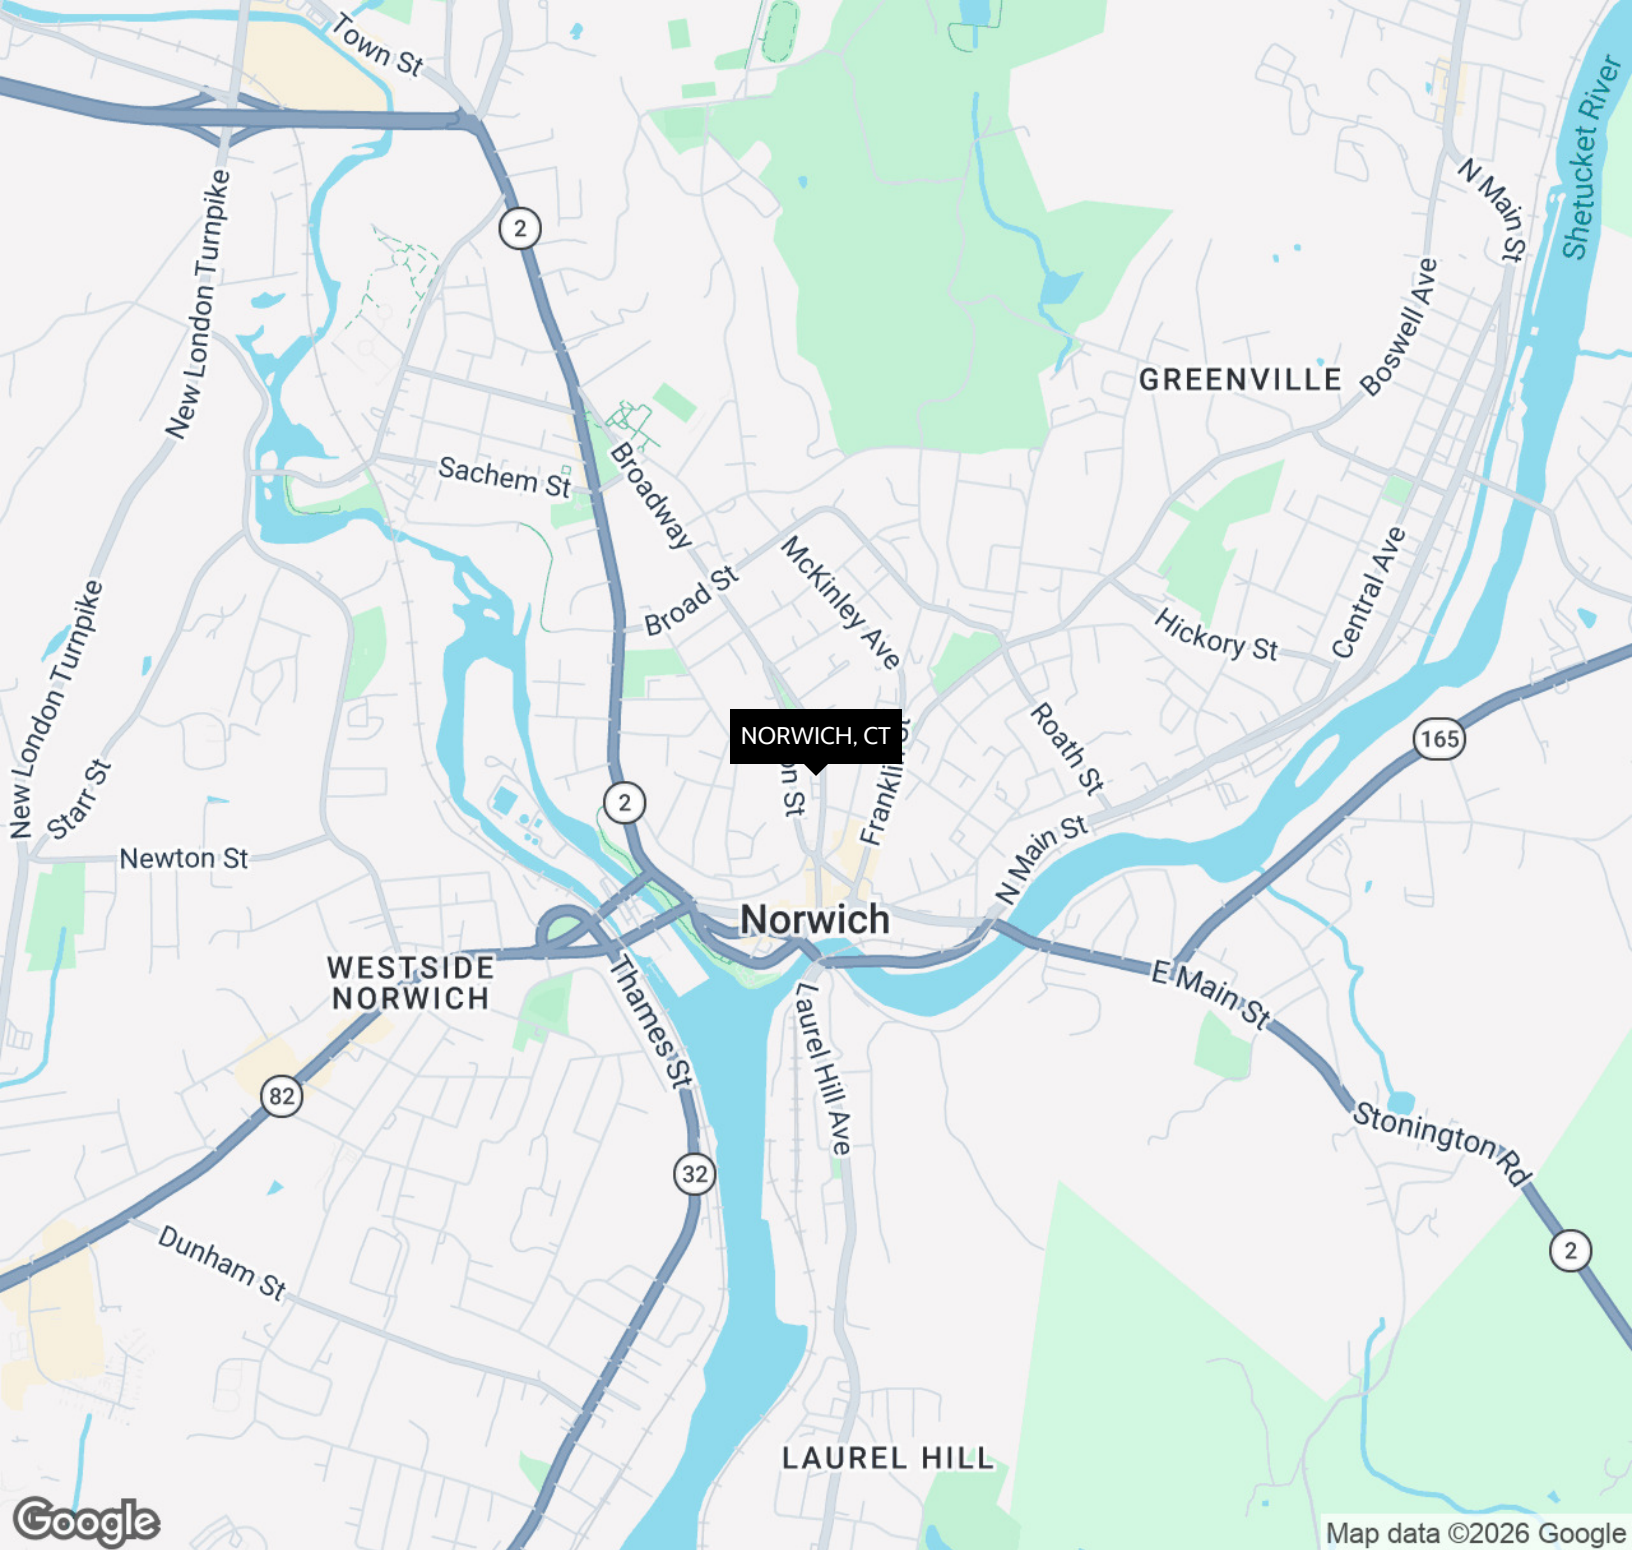 Town St
Shetucket River
N Main St
2
New London Turnpike
Boswell Ave
GREENVILLE
Broadway
Sachem St
McKinley Ave
Broad St
Central Ave
Hickory St
New London Turnpike
Roath St
NORWICH, CT
165
Starr St
2
Franklin St
N Main St
Newton St
Norwich
WESTSIDE
NORWICH
Thames St
E Main St
Laurel Hill Ave
82
Stonington Rd
32
2
Dunham St
LAUREL HILL
Google
Map data ©2026 Google